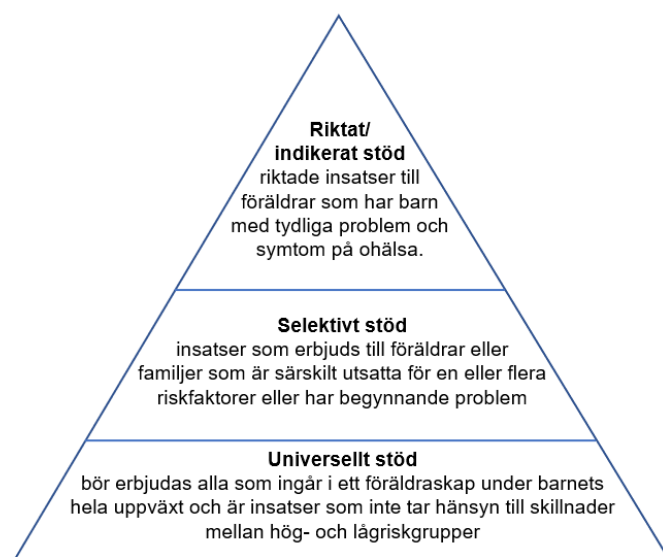 Riktat/
indikerat stöd
riktade insatser till
föräldrar som har barn
med tydliga problem och
symtom på ohälsa.
Selektivt stöd
insatser som erbjuds till föräldrar eller
familjer som är särskilt utsatta för en eller flera
riskfaktorer eller har begynnande problem
Universellt stöd
bör erbjudas alla som ingår i ett föräldraskap under barnets
hela uppväxt och är insatser som inte tar hänsyn till skillnader
mellan hög- och lågriskgrupper